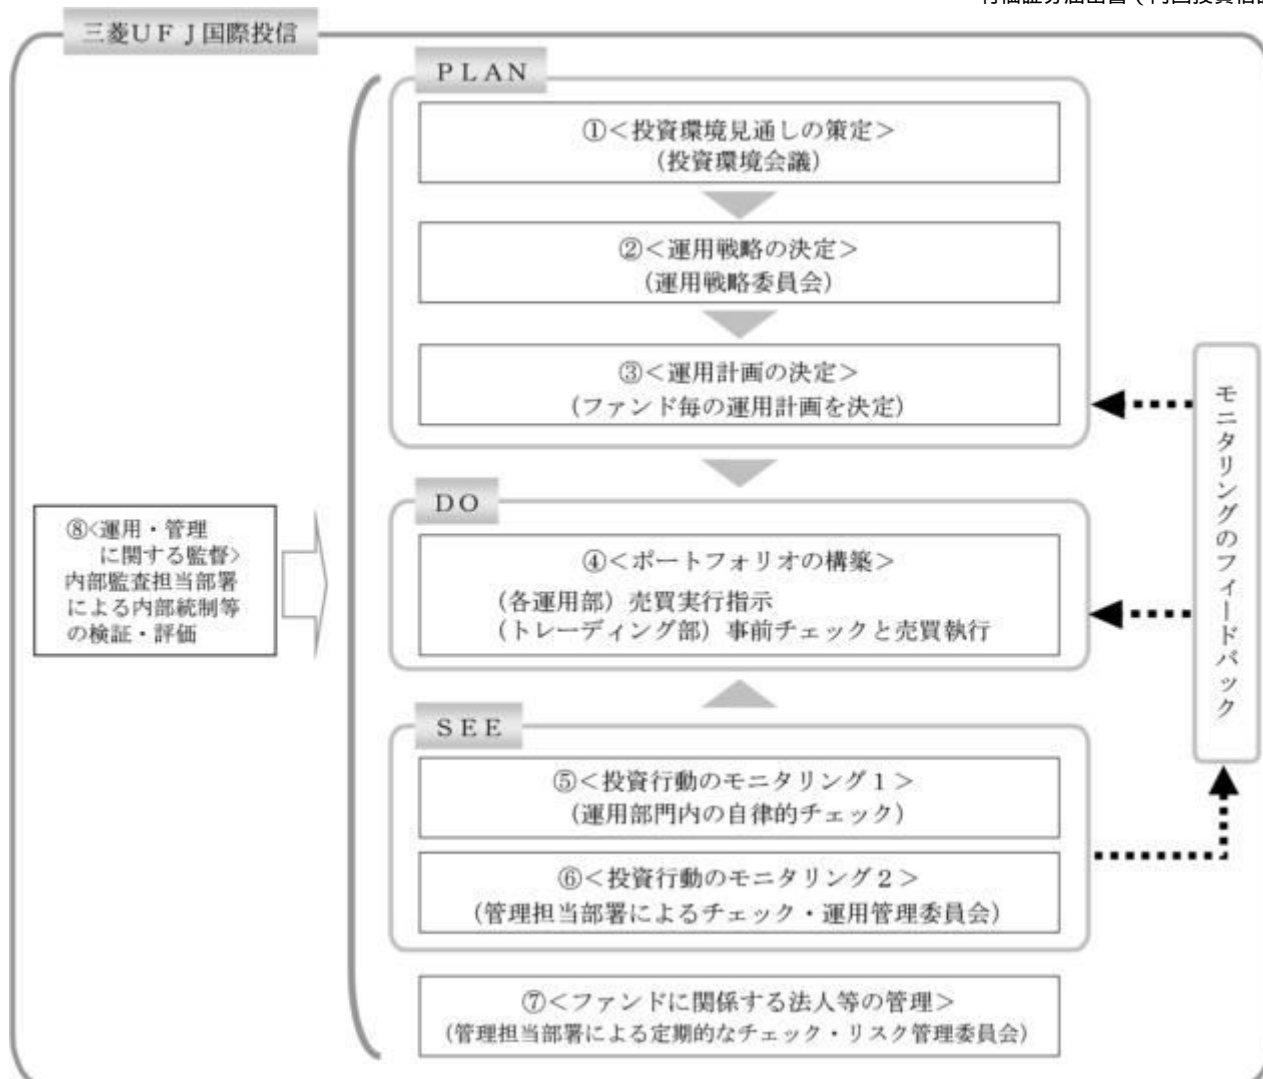 三菱ＵＦＪ国際投信
ＰＬＡＮ
①＜投資環境見通しの策定＞
（投資環境会議）
②＜運用戦略の決定＞
（運用戦略委員会）
③＜運用計画の決定＞
（ファンド毎の運用計画を決定）
ＤＯ
④＜ポートフォリオの構築＞
（各運用部）売買実行指示
（トレーディング部）事前チェックと売買執行
ＳＥＥ
⑤＜投資行動のモニタリング１＞
（運用部門内の自律的チェック）
⑥＜投資行動のモニタリング２＞
（管理担当部署によるチェック・運用管理委員会）
⑦＜ファンドに関係する法人等の管理＞
（管理担当部署による定期的なチェック・リスク管理委員会）
⑧<運用・管理
に関する監督>
内部監査担当部署
による内部統制等
の検証・評価
モニタリングのフィードバック